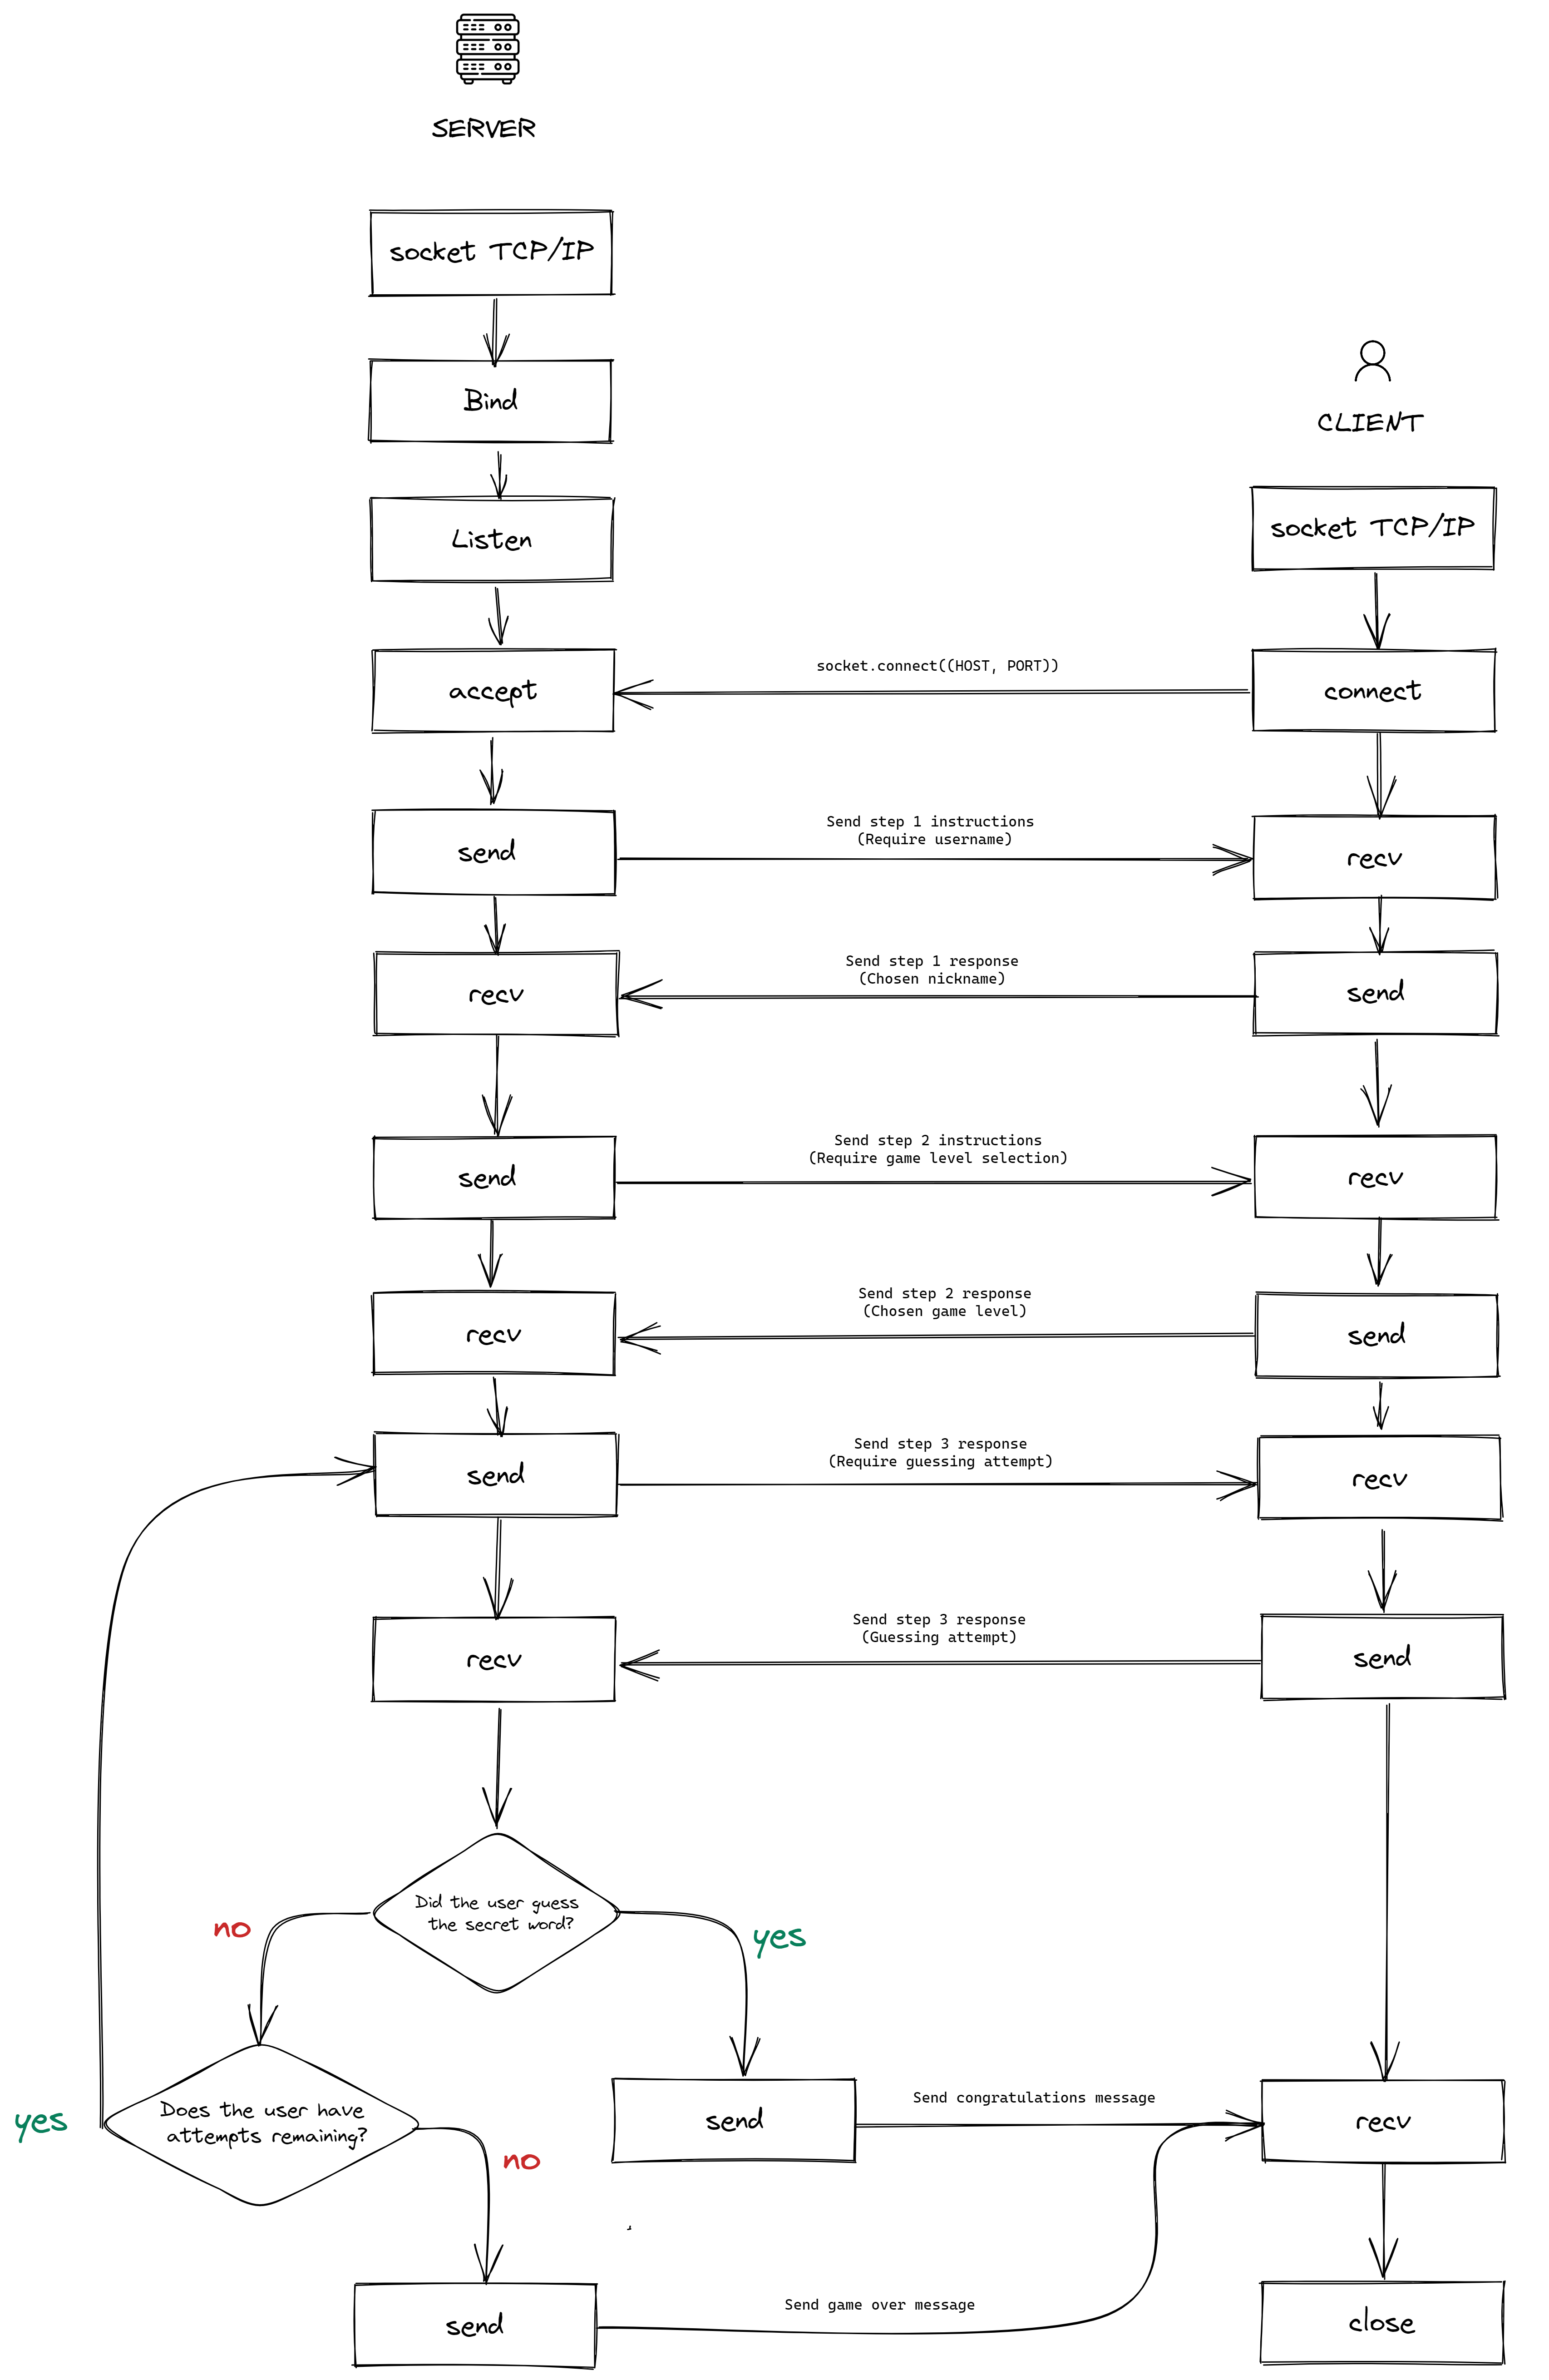 SERVER
socket TCP/IP
Bind
CLIENT
Listen
socket TCP/IP
accept
socket.connect((HOST, PORT))
connect
send
Send step 1 instructions
(Require username)
recv
recv
Send step 1 response
(Chosen nickname)
send
send
Send step 2 instructions
(Require game level selection)
recv
recv
Send step 2 response
(Chosen game level)
send
send
Send step 3 response
(Require guessing attempt)
recv
recv
Send step 3 response
(Guessing attempt)
send
Did the user guess
the secret word?
no
yes
Does the user have
attempts remaining?
yes
no
send
Send congratulations message
recv
send
Send game over message
close